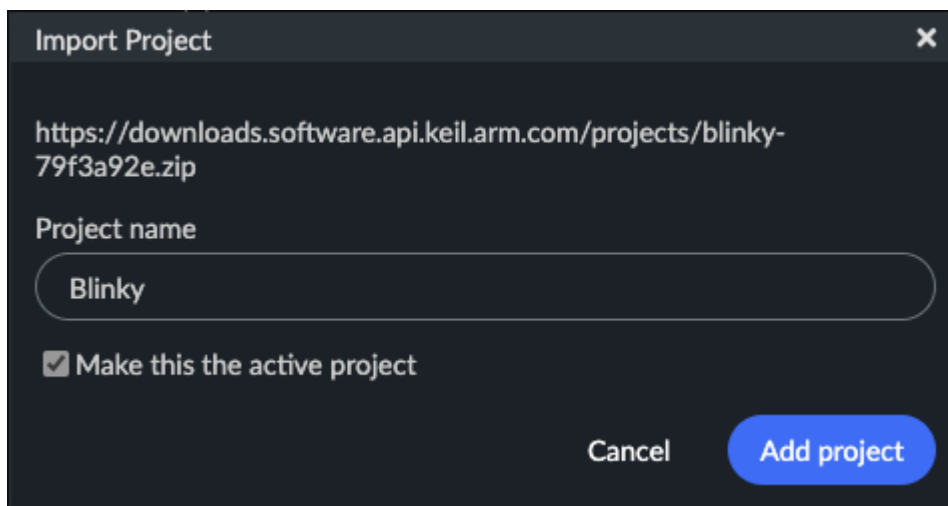 Import Project
https://downloads.software.api.keil.arm.com/projects/blinky-
79f3a92e.zip
Project name
Blinky
Make this the active project
Cancel
Add project